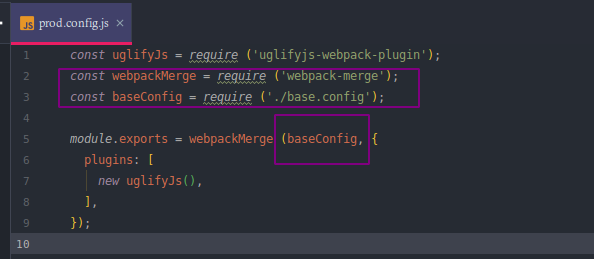 JS prod.config.js ×
1 const uglifyJs = require ('uglifyjs-webpack-plugin');
2 const webpackMerge = require ('webpack-merge');
3 const baseConfig = require ('./base.config');
4
5 module.exports = webpackMerge (baseConfig, {
6 plugins: [
7 new uglifyJs(),
8 ],
9 });
10